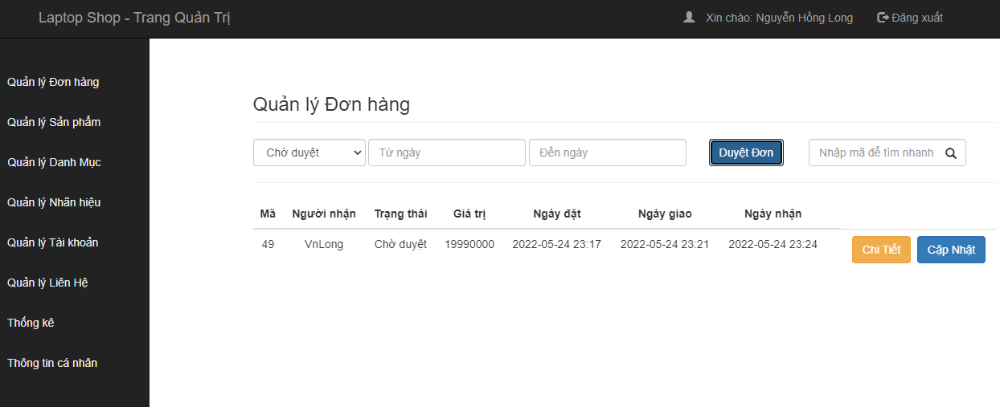 Laptop Shop - Trang Quản Trị
Xin chào: Nguyễn Hồng Long
Đăng xuất
Quản lý Đơn hàng
Quản lý Sản phẩm
Quản lý Danh Mục
Quản lý Nhãn hiệu
Quản lý Tài khoản
Quản lý Liên Hệ
Thống kê
Thông tin cá nhân
Quản lý Đơn hàng
Chờ duyệt Từ ngày Đến ngày Duyệt Đơn Nhập mã để tìm nhanh
Mã Người nhận Trạng thái Giá trị Ngày đặt Ngày giao Ngày nhận
49 VnLong Chờ duyệt 19990000 2022-05-24 23:17 2022-05-24 23:21 2022-05-24 23:24 Chi Tiết Cập Nhật